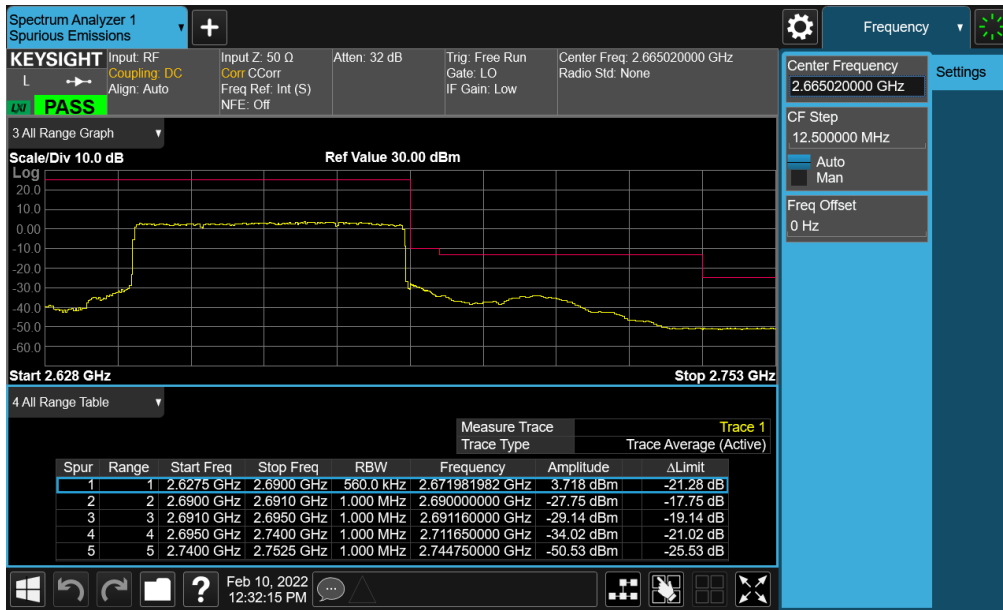 Spectrum Analyzer 1
Spurious Emissions
+
Frequency
KEYSIGHT
L
LXI
PASS
Input: RF
Coupling: DC
Align: Auto
Input Z: 50 Ω
Corr CCorr
Freq Ref: Int (S)
NFE: Off
Atten: 32 dB
Trig: Free Run
Gate: LO
IF Gain: Low
Center Freq: 2.665020000 GHz
Radio Std: None
Center Frequency
2.665020000 GHz
Settings
CF Step
12.500000 MHz
Auto
Man
Freq Offset
0 Hz
3 All Range Graph
Scale/Div 10.0 dB
Ref Value 30.00 dBm
Log
20.0
10.0
0.00
-10.0
-20.0
-30.0
-40.0
-50.0
-60.0
Start 2.628 GHz
Stop 2.753 GHz
4 All Range Table
Measure Trace Trace 1
Trace Type Trace Average (Active)
Spur Range Start Freq Stop Freq RBW Frequency Amplitude ΔLimit
1 1 2.6275 GHz 2.6900 GHz 560.0 kHz 2.671981982 GHz 3.718 dBm -21.28 dB
2 2 2.6900 GHz 2.6910 GHz 1.000 MHz 2.690000000 GHz -27.75 dBm -17.75 dB
3 3 2.6910 GHz 2.6950 GHz 1.000 MHz 2.691160000 GHz -29.14 dBm -19.14 dB
4 4 2.6950 GHz 2.7400 GHz 1.000 MHz 2.711650000 GHz -34.02 dBm -21.02 dB
5 5 2.7400 GHz 2.7525 GHz 1.000 MHz 2.744750000 GHz -50.53 dBm -25.53 dB
?
Feb 10, 2022
12:32:15 PM